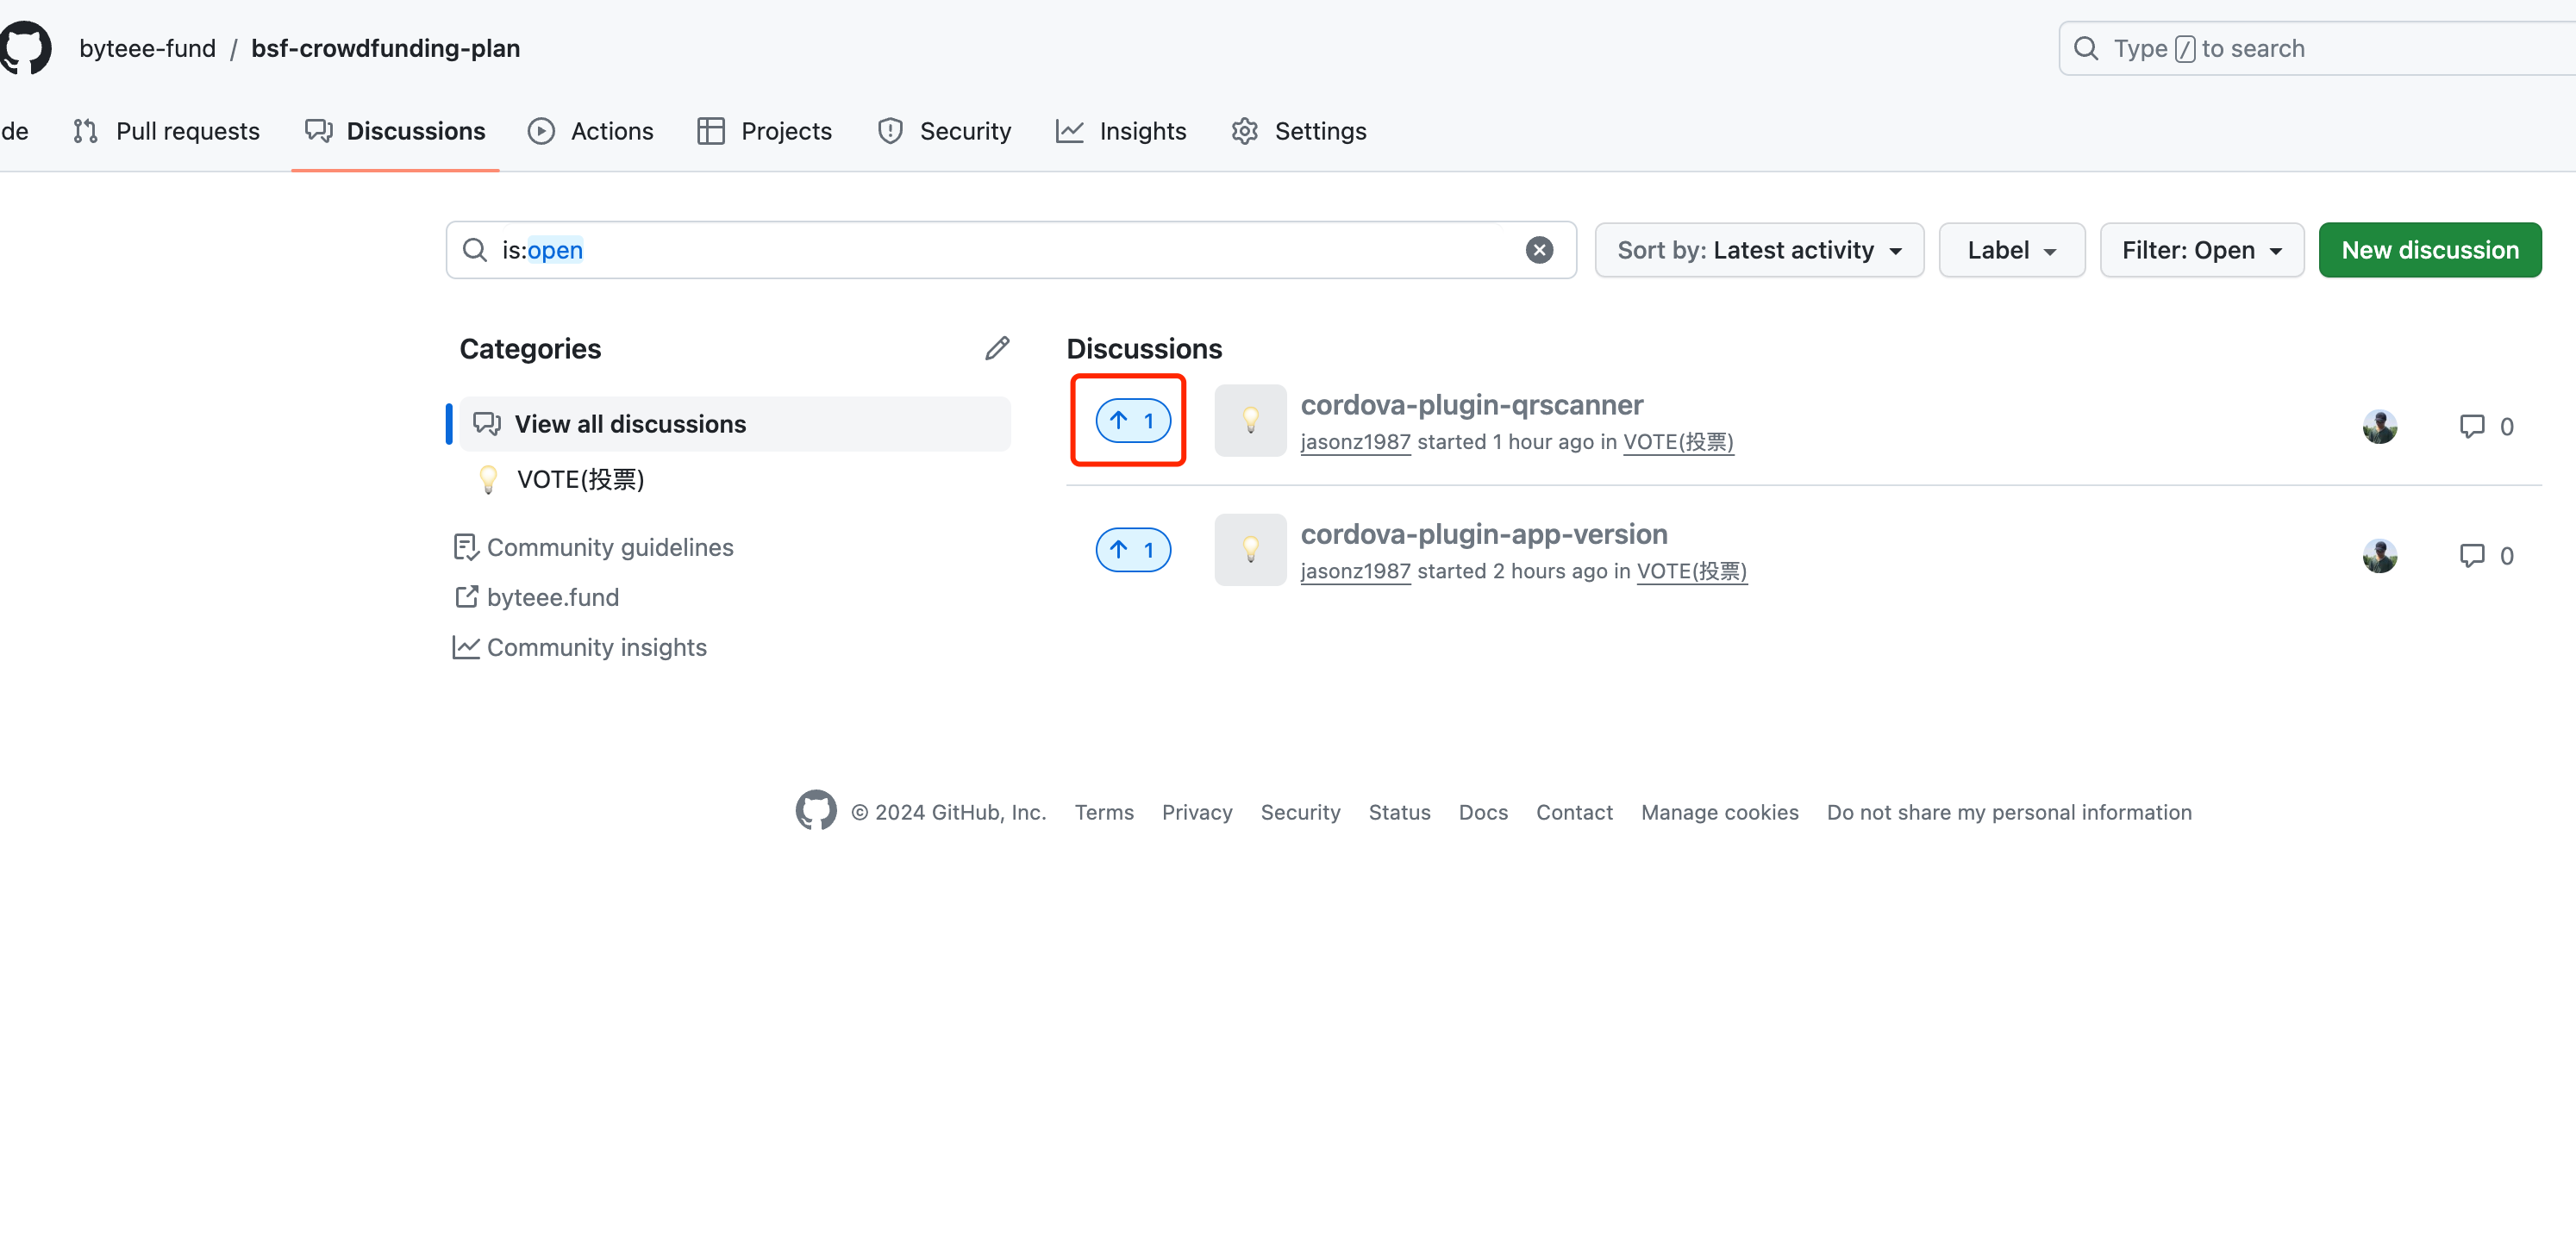 byteee-fund / bsf-crowdfunding-plan
Type / to search
de Pull requests Discussions Actions Projects Security Insights Settings
is:open
Sort by: Latest activity Label Filter: Open New discussion
Categories
View all discussions
VOTE(投票)
Community guidelines
byteee.fund
Community insights
Discussions
1
cordova-plugin-qrscanner
jasonz1987 started 1 hour ago in VOTE(投票)
0
1
cordova-plugin-app-version
jasonz1987 started 2 hours ago in VOTE(投票)
0
© 2024 GitHub, Inc. Terms Privacy Security Status Docs Contact Manage cookies Do not share my personal information